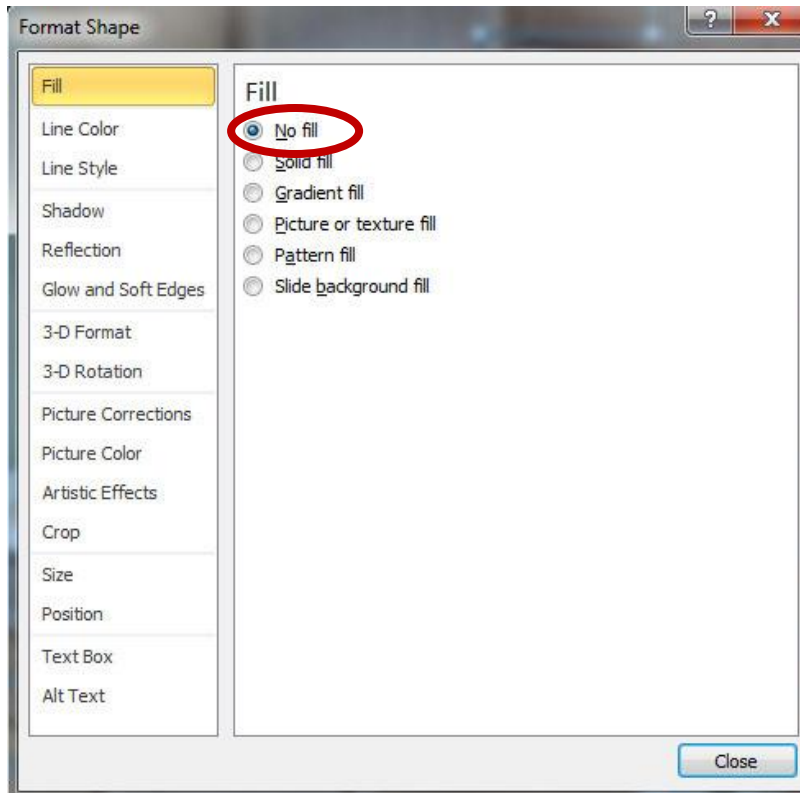 Format Shape
?
X
Fill
Line Color
Line Style
Shadow
Reflection
Glow and Soft Edges
3-D Format
3-D Rotation
Picture Corrections
Picture Color
Artistic Effects
Crop
Size
Position
Text Box
Alt Text
Fill
No fill
Solid fill
Gradient fill
Picture or texture fill
Pattern fill
Slide background fill
Close